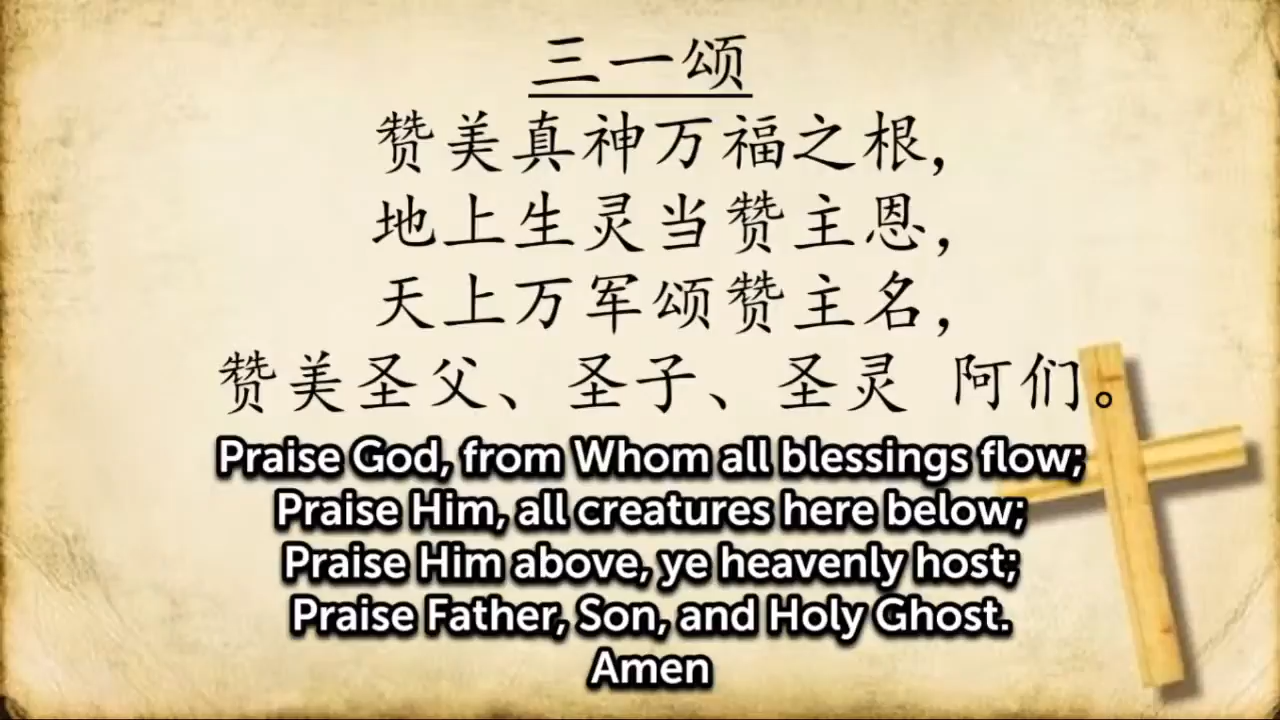 三一颂
赞美真神万福之根，
地上生灵当赞主恩，
天上万军颂赞主名，
赞美圣父、圣子、圣灵 阿们。
Praise God, from Whom all blessings flow;
Praise Him, all creatures here below;
Praise Him above, ye heavenly host;
Praise Father, Son, and Holy Ghost.
Amen